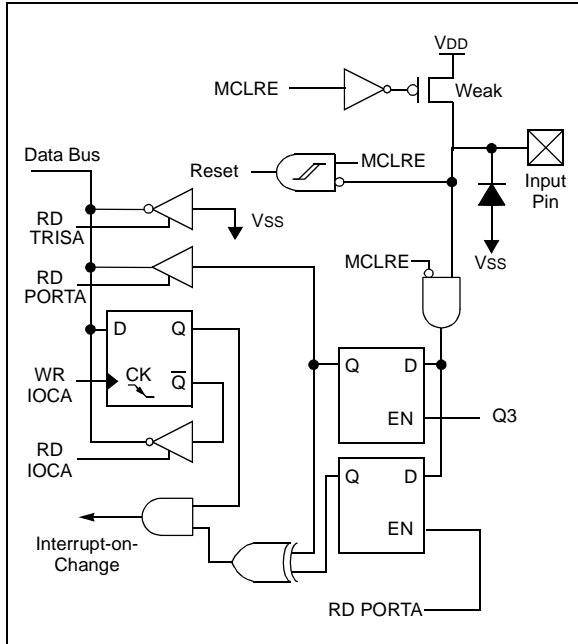 VDD
MCLRE
Weak
Data Bus
Reset
MCLRE
Input
Pin
RD
TRISA
VSS
VSS
RD
PORTA
MCLRE
D
Q
Q
D
WR
IOCA
CK
Q̅
EN
Q3
RD
IOCA
Q
D
EN
Interrupt-on-
Change
RD PORTA